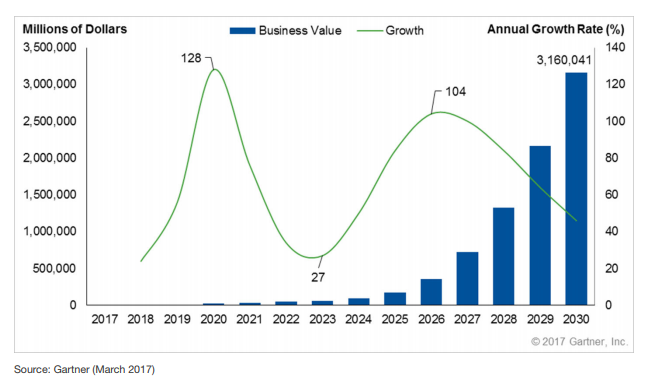 Millions of Dollars
Business Value
Growth
Annual Growth Rate (%)
3,500,000
3,000,000
2,500,000
2,000,000
1,500,000
1,000,000
500,000
0
128
27
104
3,160,041
140
120
100
80
60
40
20
0
2017 2018 2019 2020 2021 2022 2023 2024 2025 2026 2027 2028 2029 2030
© 2017 Gartner, Inc.
Source: Gartner (March 2017)